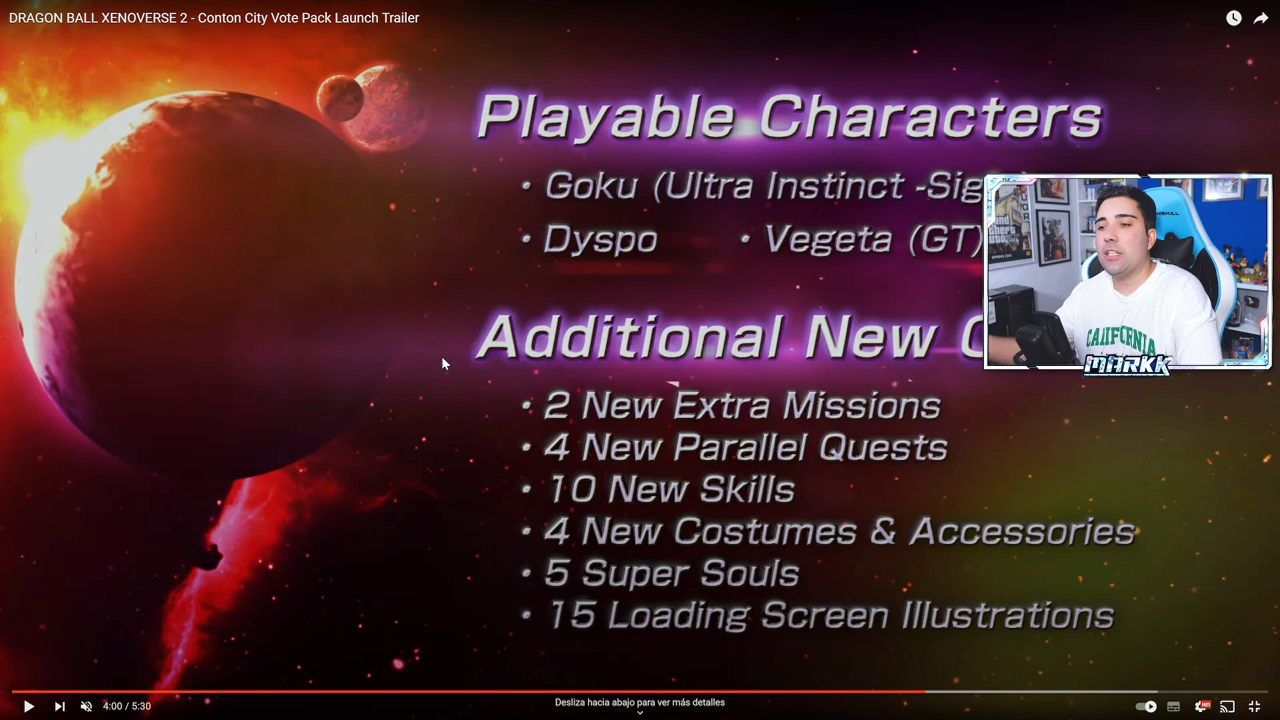 DRAGON BALL XENOVERSE 2 - Conton City Vote Pack Launch Trailer
Playable Characters
• Goku (Ultra Instinct -Sig
• Dyspo • Vegeta (GT)
Additional New
CALIFORNIA
MARKK
• 2 New Extra Missions
• 4 New Parallel Quests
• 10 New Skills
• 4 New Costumes & Accessories
• 5 Super Souls
• 15 Loading Screen Illustrations
4:00 / 5:30
Desliza hacia abajo para ver más detalles
HD